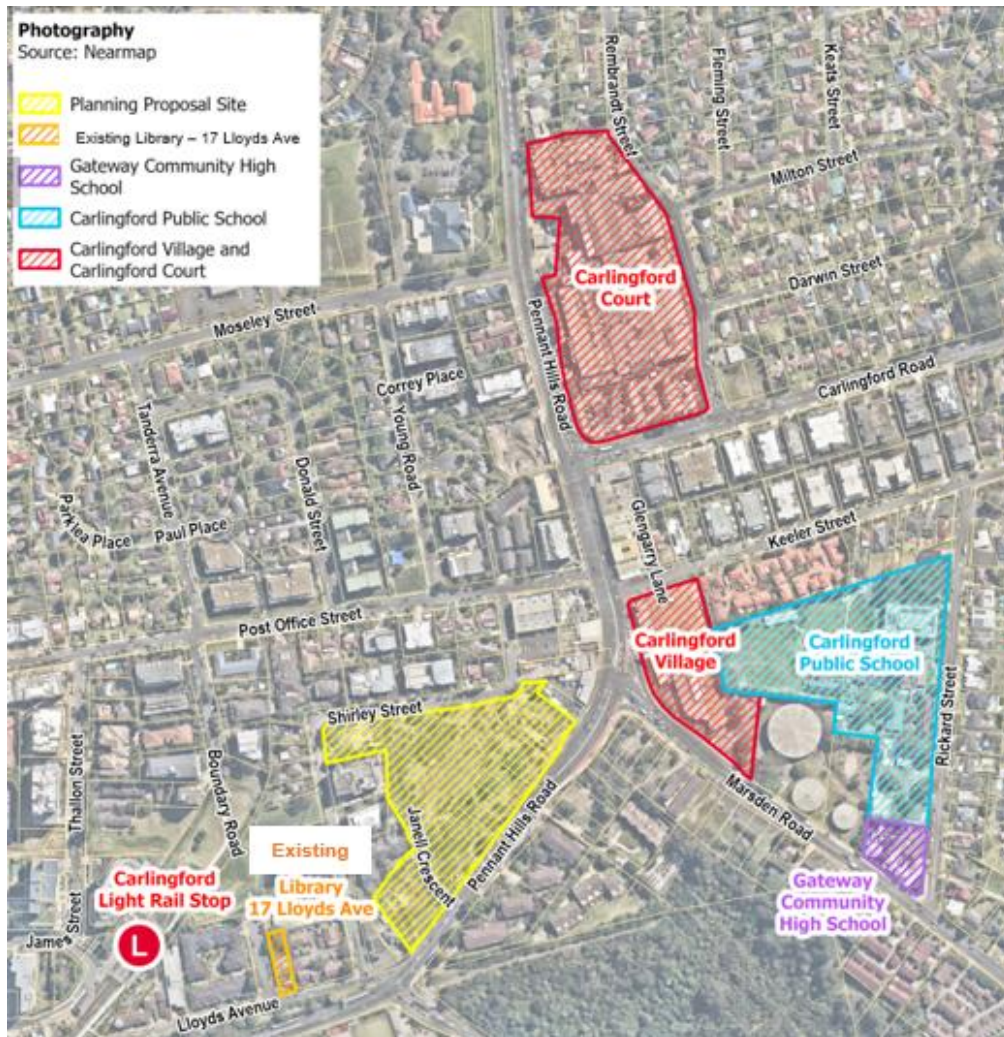 Photography
Source: Nearmap
Planning Proposal Site
Existing Library – 17 Lloyds Ave
Gateway Community High
School
Carlingford Public School
Carlingford Village and
Carlingford Court
Rembrandt Street
Fleming Street
Keats Street
Milton Street
Carlingford
Court
Darwin Street
Moseley Street
Pennant Hills Road
Correy Place
Carlingford Road
Tanderra Avenue
Young Road
Donald Street
Parklea Place
Paul Place
Glengarry Lane
Keeler Street
Post Office Street
Carlingford
Village
Carlingford
Public School
Rickard Street
Shirley Street
Thallon Street
Boundary Road
Janell Crescent
Pennant Hills Road
Marsden Road
Existing
Library
17 Lloyds Ave
Carlingford
Light Rail Stop
Gateway
Community
High School
James Street
L
Lloyds Avenue